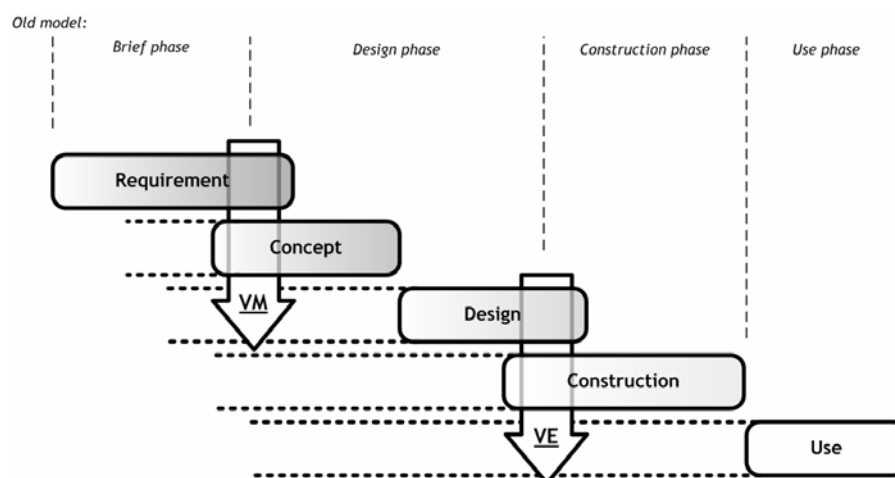 Old model:
Brief phase Design phase Construction phase Use phase
Requirement
Concept
VM
Design
Construction
VE
Use